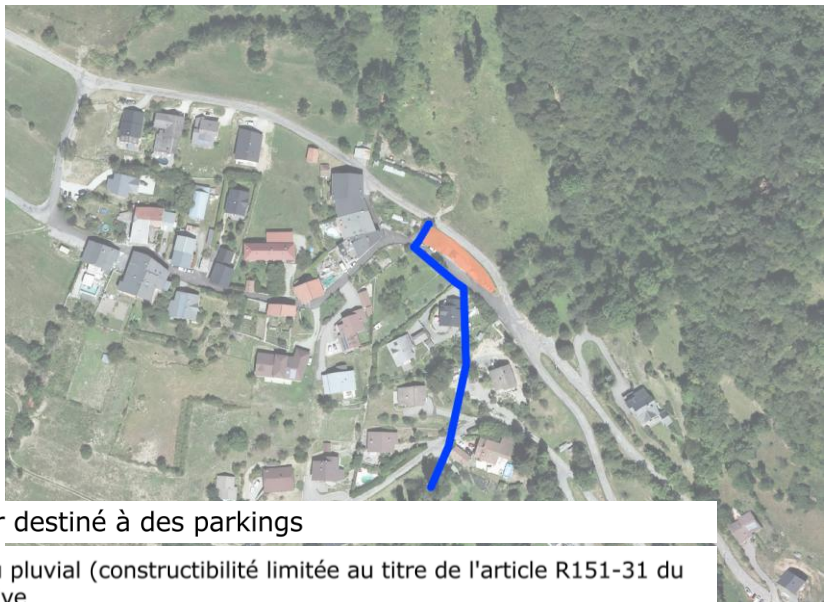 r destiné à des parkings
pluvial (constructibilité limitée au titre de l'article R151-31 du